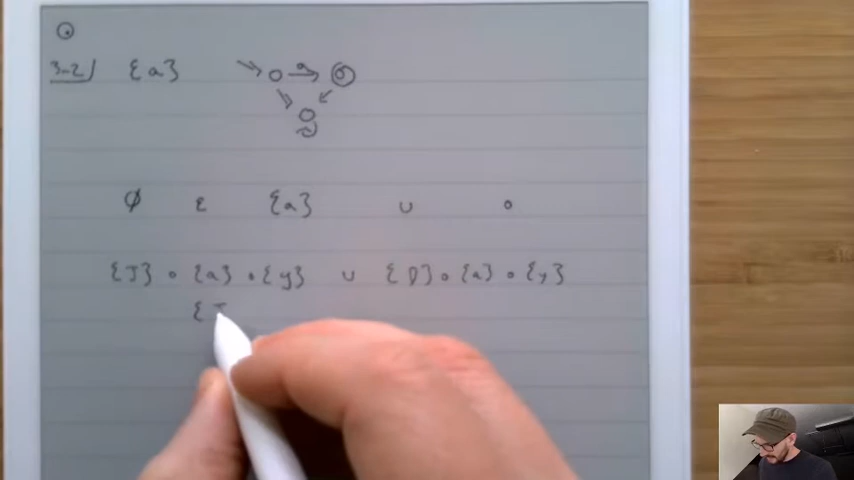 3-2) {a} a
∅ ε {a} ∪ ∘
{J} ∘ {a} ∘ {y} ∪ {P} ∘ {a} ∘ {y}
{J